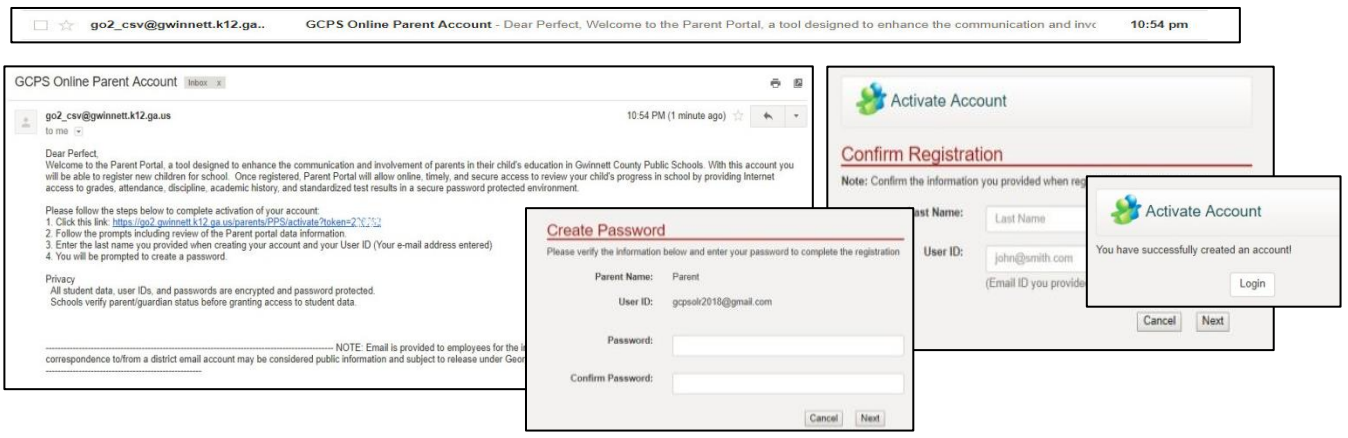 go2_csv@gwinnett.k12.ga.. GCPS Online Parent Account - Dear Perfect, Welcome to the Parent Portal, a tool designed to enhance the communication and invc 10:54 pm
GCPS Online Parent Account Inbox x
go2_csv@gwinnett.k12.ga.us 10:54 PM (1 minute ago)
to me
Dear Perfect,
Welcome to the Parent Portal, a tool designed to enhance the communication and involvement of parents in their child's education in Gwinnett County Public Schools. With this account you
will be able to register new children for school. Once registered, Parent Portal will allow online, timely, and secure access to review your child's progress in school by providing Internet
access to grades, attendance, discipline, academic history, and standardized test results in a secure password protected environment.
Please follow the steps below to complete activation of your account:
1. Click this link: https://go2.gwinnett.k12.ga.us/parents/PPS/activate?token=
2. Follow the prompts including review of the Parent portal data information.
3. Enter the last name you provided when creating your account and your User ID (Your e-mail address entered)
4. You will be prompted to create a password.
Privacy
All student data, user IDs, and passwords are encrypted and password protected.
Schools verify parent/guardian status before granting access to student data.
NOTE: Email is provided to employees for the
correspondence to/from a district email account may be considered public information and subject to release under
Create Password
Please verify the information below and enter your password to complete the registration
Parent Name: Parent
User ID: gcpsolr2018@gmail.com
Password:
Confirm Password:
Cancel Next
Activate Account
Confirm Registration
Note: Confirm the information you provided when reg
ast Name: Last Name
User ID: john@smith.com
(Email ID you provide
Cancel Next
Activate Account
You have successfully created an account!
Login